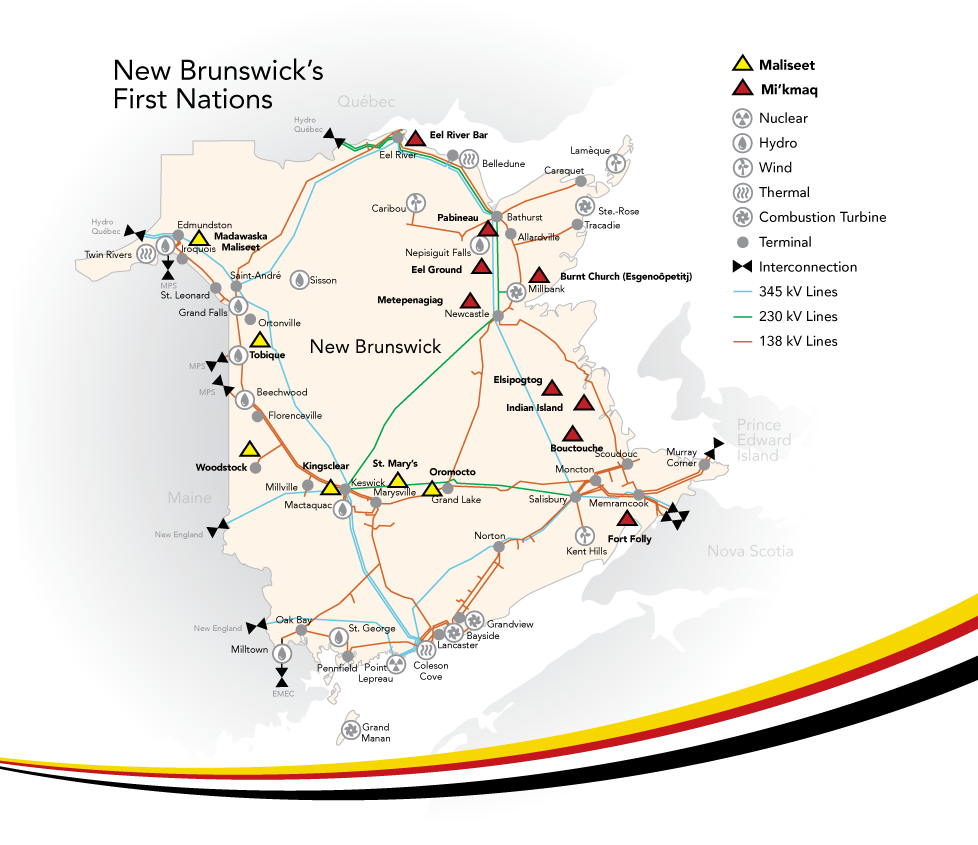 New Brunswick's
First Nations
Maliseet
Mi'kmaq
Nuclear
Hydro
Wind
Thermal
Combustion Turbine
Terminal
Interconnection
345 kV Lines
230 kV Lines
138 kV Lines
Québec
Hydro
Québec
Eel River Bar
Eel River
Belledune
Lamèque
Caraquet
Caribou
Pabineau
Bathurst
Ste.-Rose
Tracadie
Allardville
Hydro
Québec
Edmundston
Madawaska
Maliseet
Twin Rivers
Iroquois
Nepisiguit Falls
Eel Ground
Burnt Church (Esgenoôpetitj)
MPS
St. Leonard
Saint-André
Sisson
Millbank
Metepenagiag
Newcastle
Grand Falls
Ortonville
New Brunswick
Tobique
MPS
MPS
Beechwood
Florenceville
Elsipogtog
Indian Island
Bouctouche
Prince
Edward
Island
Murray
Corner
Scoudouc
Moncton
Woodstock
Kingsclear
St. Mary's
Oromocto
Millville
Keswick
Marysville
Grand Lake
Salisbury
Memramcook
Maine
Mactaquac
New England
Norton
Kent Hills
Fort Folly
Nova Scotia
New England
Oak Bay
St. George
Grandview
Bayside
Lancaster
Milltown
Pennfield
Point
Lepreau
Coleson
Cove
EMEC
Grand
Manan